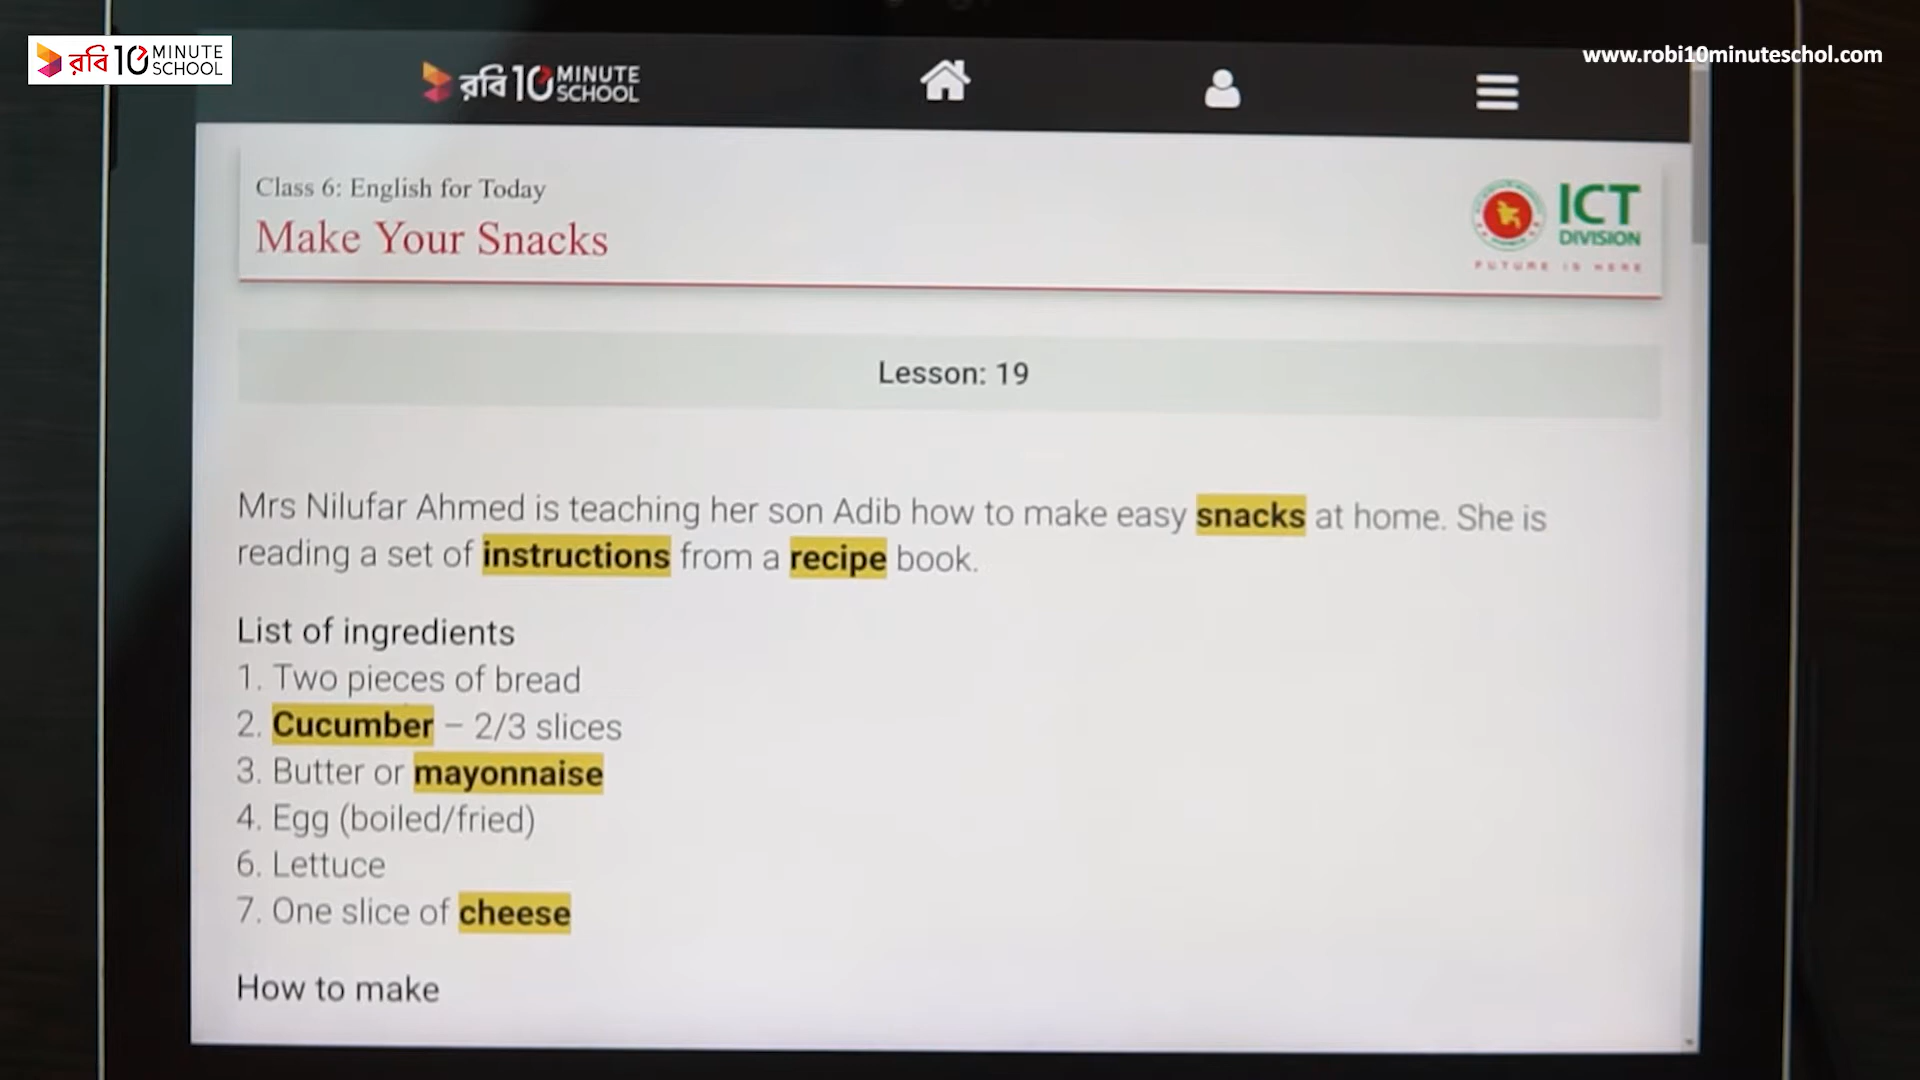 রবি 10 MINUTE SCHOOL
www.robi10minuteschol.com
রবি 10 MINUTE SCHOOL
Class 6: English for Today
Make Your Snacks
ICT
DIVISION
FUTURE IS HERE
Lesson: 19
Mrs Nilufar Ahmed is teaching her son Adib how to make easy snacks at home. She is
reading a set of instructions from a recipe book.
List of ingredients
1. Two pieces of bread
2. Cucumber – 2/3 slices
3. Butter or mayonnaise
4. Egg (boiled/fried)
6. Lettuce
7. One slice of cheese
How to make